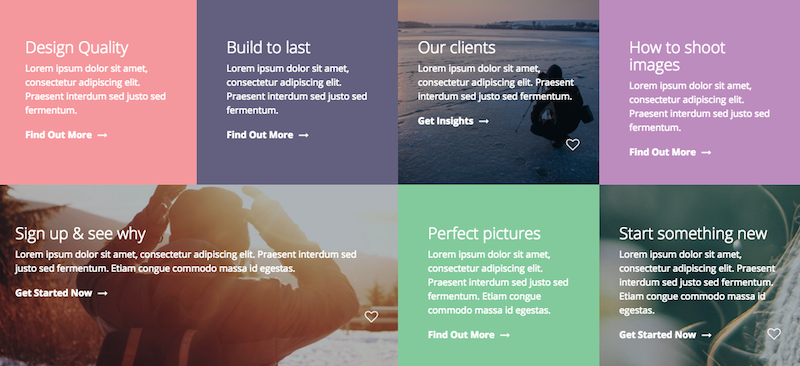 Design Quality
Lorem ipsum dolor sit amet,
consectetur adipiscing elit.
Praesent interdum sed justo sed
fermentum.
Find Out More →
Build to last
Lorem ipsum dolor sit amet,
consectetur adipiscing elit.
Praesent interdum sed justo sed
fermentum.
Find Out More →
Our clients
Lorem ipsum dolor sit amet,
consectetur adipiscing elit. Praesent
interdum sed justo sed fermentum.
Get Insights →
How to shoot
images
Lorem ipsum dolor sit amet,
consectetur adipiscing elit.
Praesent interdum sed justo sed
fermentum.
Find Out More →
Sign up & see why
Lorem ipsum dolor sit amet, consectetur adipiscing elit. Praesent interdum sed
justo sed fermentum. Etiam congue commodo massa id egestas.
Get Started Now →
Perfect pictures
Lorem ipsum dolor sit amet,
consectetur adipiscing elit.
Praesent interdum sed justo sed
fermentum. Etiam congue
commodo massa id egestas.
Find Out More →
Start something new
Lorem ipsum dolor sit amet,
consectetur adipiscing elit. Praesent
interdum sed justo sed fermentum.
Etiam congue commodo massa id
egestas.
Get Started Now →